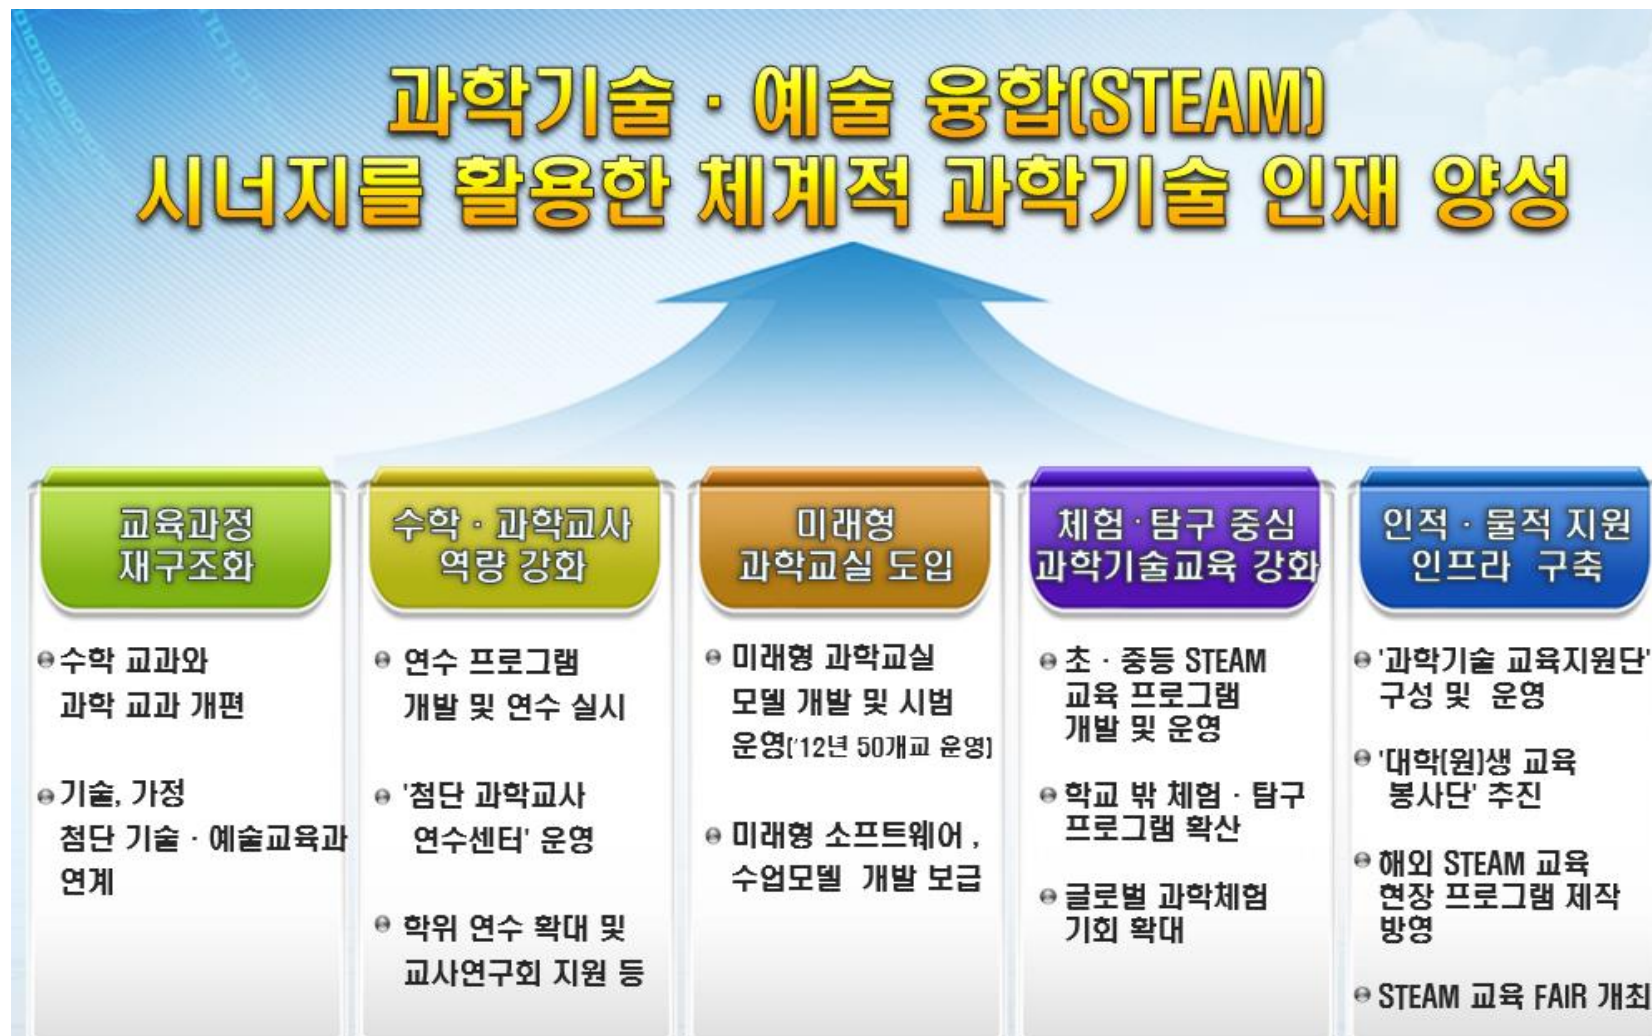 과학기술 · 예술 융합(STEAM)
시너지를 활용한 체계적 과학기술 인재 양성
교육과정
재구조화
수학 교과와
과학 교과 개편
기술, 가정
첨단 기술 · 예술교육과
연계
수학 · 과학교사
역량 강화
연수 프로그램
개발 및 연수 실시
'첨단 과학교사
연수센터' 운영
학위 연수 확대 및
교사연구회 지원 등
미래형
과학교실 도입
미래형 과학교실
모델 개발 및 시범
운영('12년 50개교 운영)
미래형 소프트웨어 ,
수업모델 개발 보급
체험 · 탐구 중심
과학기술교육 강화
초 · 중등 STEAM
교육 프로그램
개발 및 운영
학교 밖 체험 · 탐구
프로그램 확산
글로벌 과학체험
기회 확대
인적 · 물적 지원
인프라 구축
'과학기술 교육지원단'
구성 및 운영
'대학(원)생 교육
봉사단' 추진
해외 STEAM 교육
현장 프로그램 제작
방영
STEAM 교육 FAIR 개최